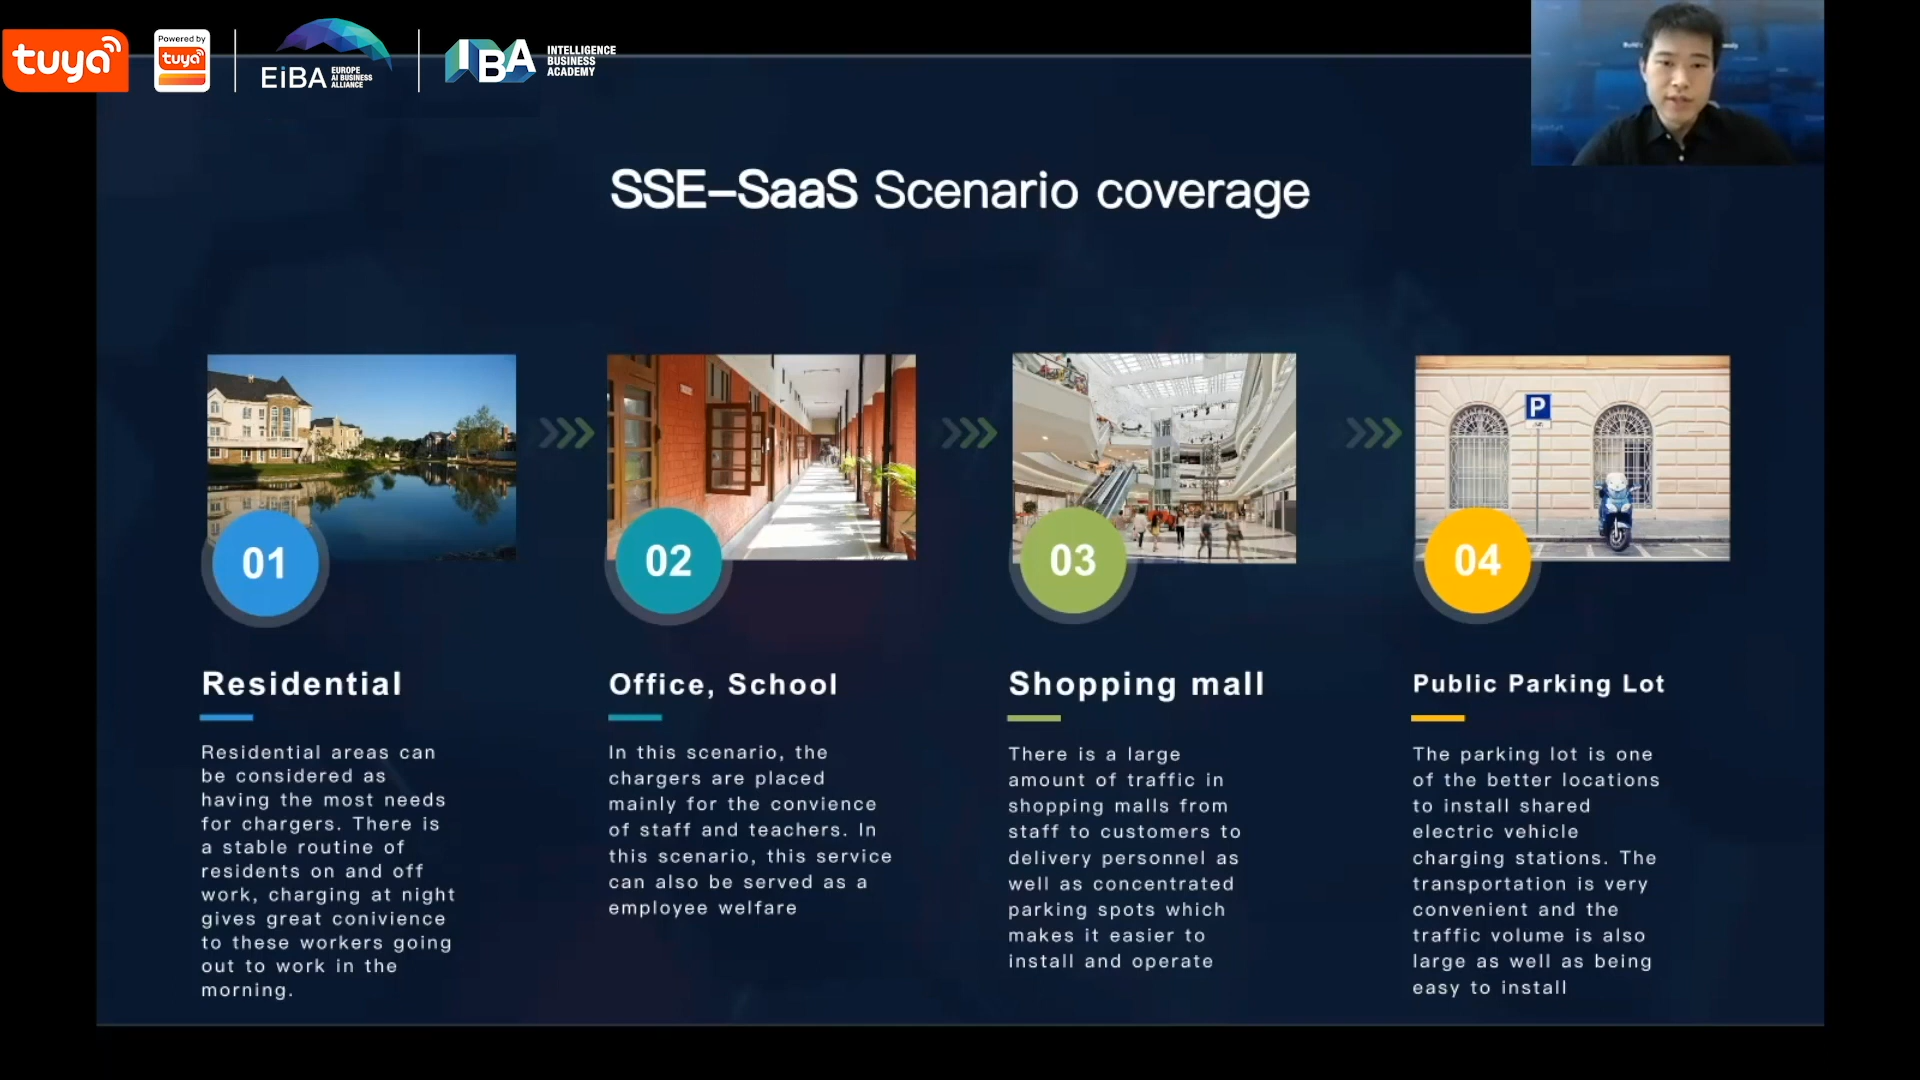 tuya
Powered by
tuya
EiBA EUROPE
AI BUSINESS
ALLIANCE
IBA INTELLIGENCE
BUSINESS
ACADEMY
SSE-SaaS Scenario coverage
P
01
02
03
04
Residential
Residential areas can
be considered as
having the most needs
for chargers. There is
a stable routine of
residents on and off
work, charging at night
gives great conivience
to these workers going
out to work in the
morning.
Office, School
In this scenario, the
chargers are placed
mainly for the convience
of staff and teachers. In
this scenario, this service
can also be served as a
employee welfare
Shopping mall
There is a large
amount of traffic in
shopping malls from
staff to customers to
delivery personnel as
well as concentrated
parking spots which
makes it easier to
install and operate
Public Parking Lot
The parking lot is one
of the better locations
to install shared
electric vehicle
charging stations. The
transportation is very
convenient and the
traffic volume is also
large as well as being
easy to install